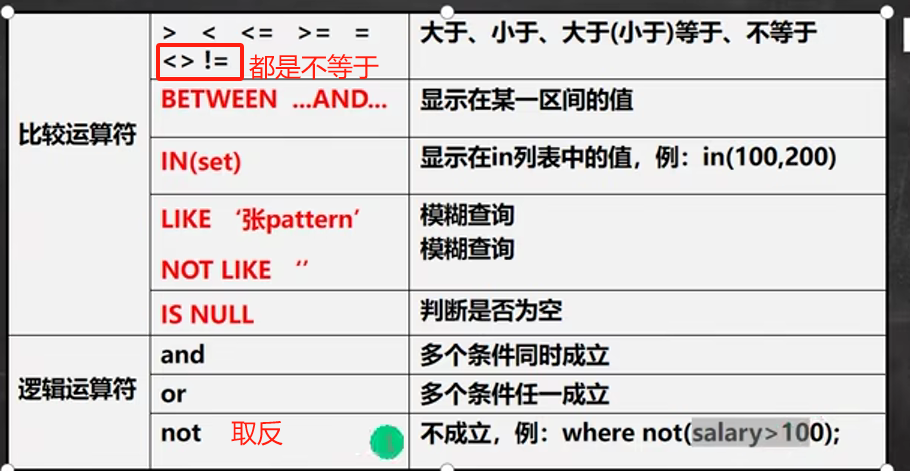 比较运算符
> < <= >= =
<> != 都是不等于
大于、小于、大于(小于)等于、不等于
BETWEEN ...AND...
显示在某一区间的值
IN(set)
显示在in列表中的值，例：in(100,200)
LIKE ‘张pattern’
模糊查询
NOT LIKE ‘’
模糊查询
IS NULL
判断是否为空
逻辑运算符
and
多个条件同时成立
or
多个条件任一成立
not 取反
不成立，例：where not(salary>100);